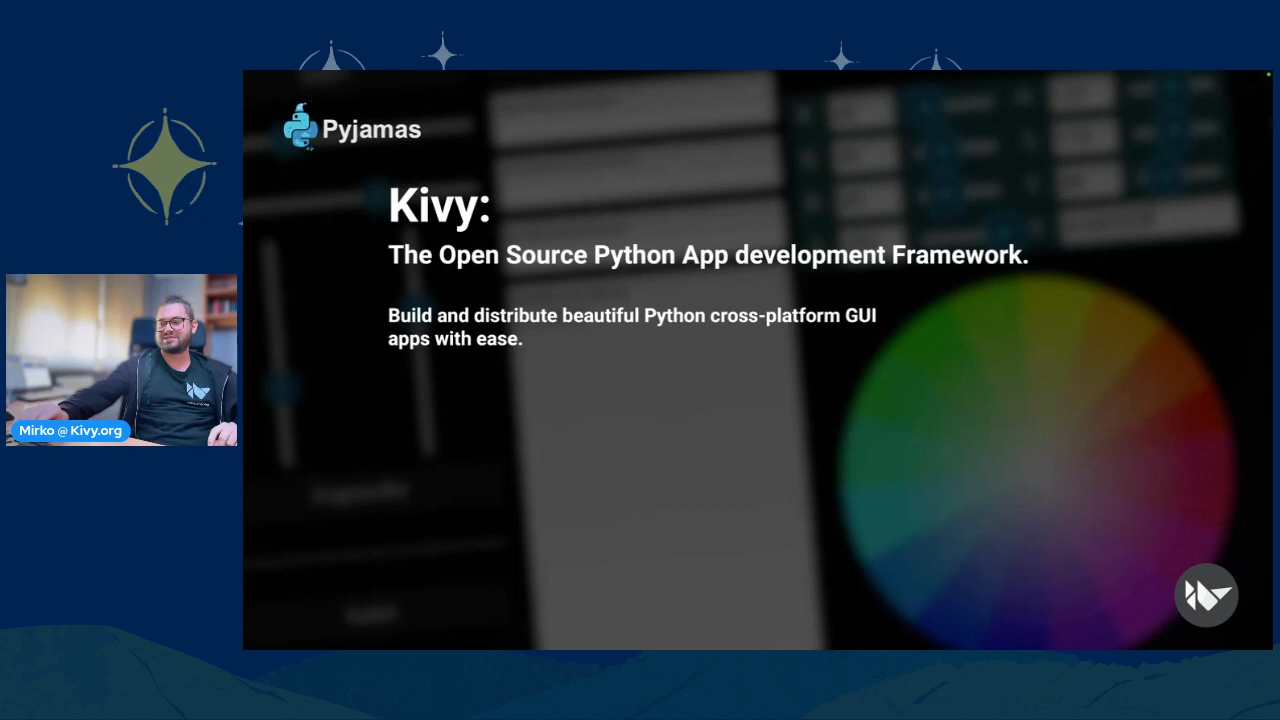 Pyjamas
Kivy:
The Open Source Python App development Framework.
Build and distribute beautiful Python cross-platform GUI
apps with ease.
Mirko @ Kivy.org